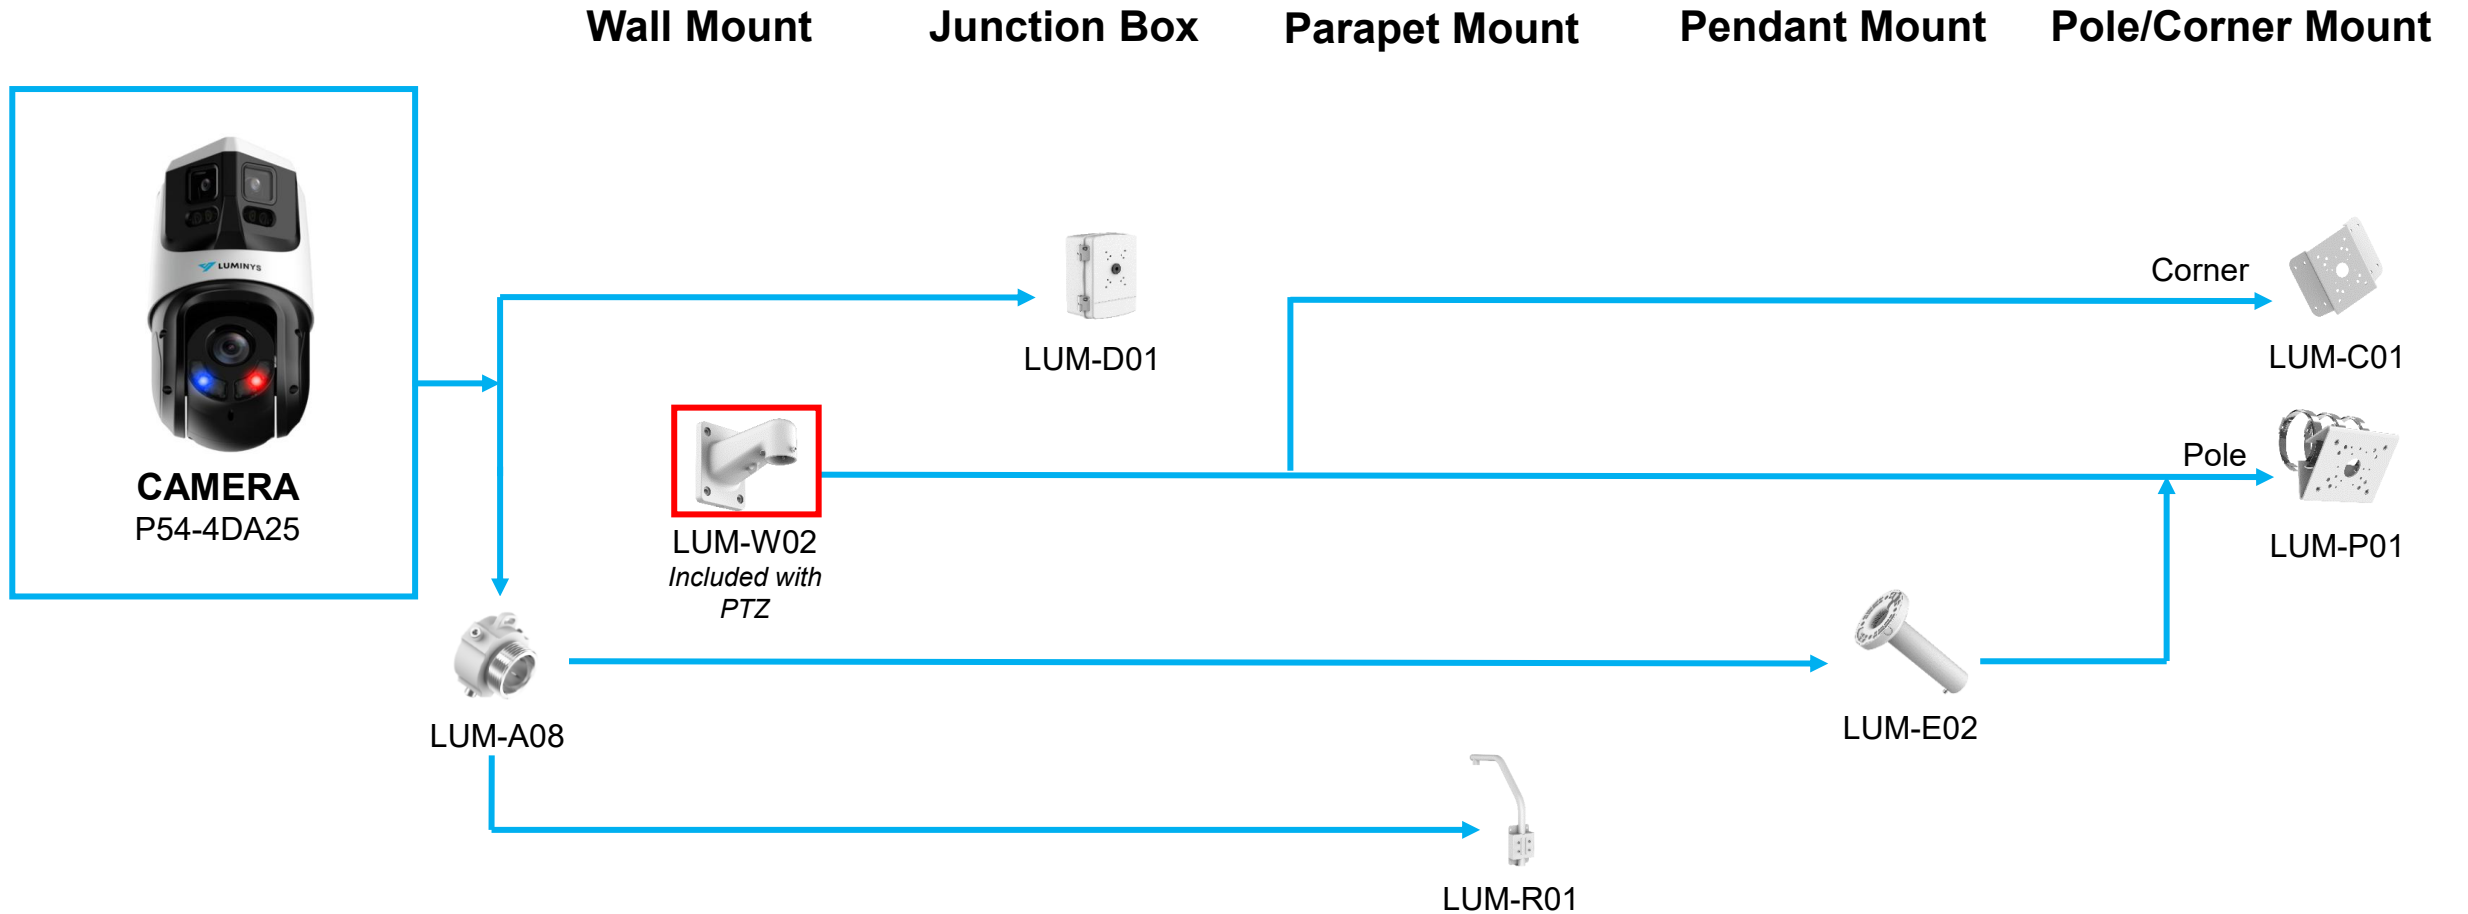 Wall Mount
Junction Box
Parapet Mount
Pendant Mount
Pole/Corner Mount
LUMINYS
CAMERA
P54-4DA25
LUM-D01
Corner
LUM-C01
LUM-W02
Included with
PTZ
Pole
LUM-P01
LUM-A08
LUM-E02
LUM-R01